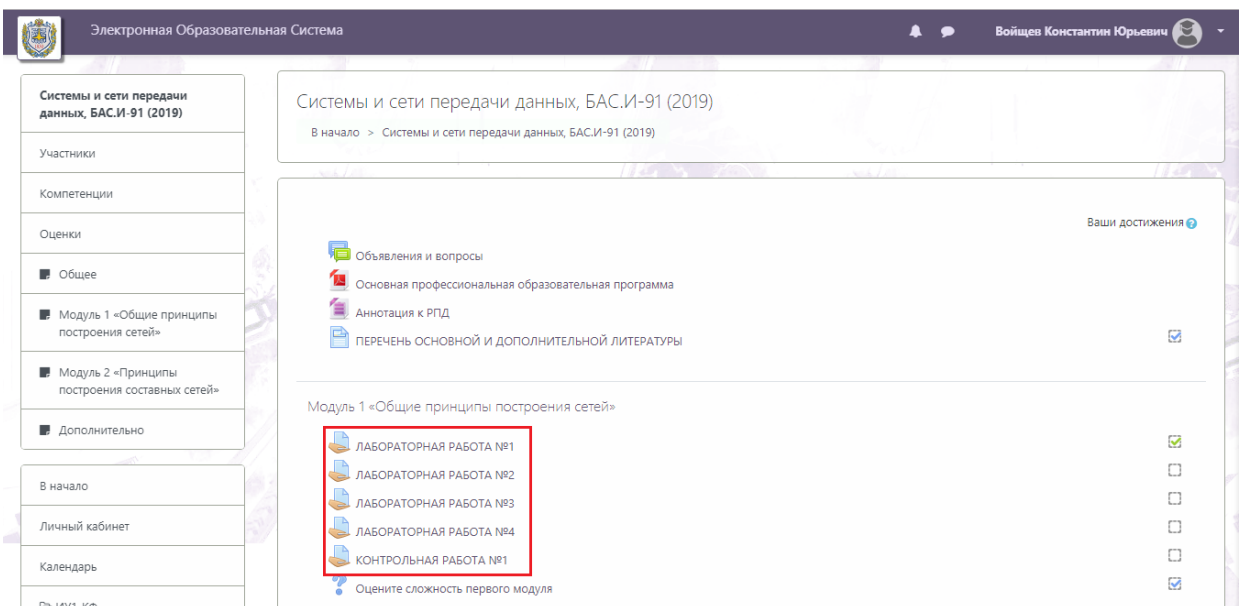 Электронная Образовательная Система
Войщев Константин Юрьевич
Системы и сети передачи
данных, БАС.И-91 (2019)
Участники
Компетенции
Оценки
Общее
Модуль 1 «Общие принципы
построения сетей»
Модуль 2 «Принципы
построения составных сетей»
Дополнительно
В начало
Личный кабинет
Календарь
Системы и сети передачи данных, БАС.И-91 (2019)
В начало > Системы и сети передачи данных, БАС.И-91 (2019)
Ваши достижения
Объявления и вопросы
Основная профессиональная образовательная программа
Аннотация к РПД
ПЕРЕЧЕНЬ ОСНОВНОЙ И ДОПОЛНИТЕЛЬНОЙ ЛИТЕРАТУРЫ
Модуль 1 «Общие принципы построения сетей»
ЛАБОРАТОРНАЯ РАБОТА №1
ЛАБОРАТОРНАЯ РАБОТА №2
ЛАБОРАТОРНАЯ РАБОТА №3
ЛАБОРАТОРНАЯ РАБОТА №4
КОНТРОЛЬНАЯ РАБОТА №1
Оцените сложность первого модуля